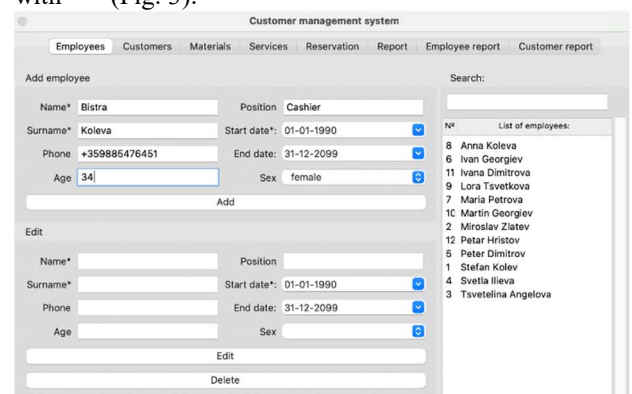 with (Fig. 3).
Customer management system
Employees Customers Materials Services Reservation Report Employee report Customer report
Add employee
Name* Bistra Position Cashier
Surname* Koleva Start date*: 01-01-1990
Phone +359885476451 End date: 31-12-2099
Age 34 Sex female
Add
Edit
Name* Position
Surname* Start date*: 01-01-1990
Phone End date: 31-12-2099
Age Sex
Edit
Delete
Search:
Nº List of employees:
8 Anna Koleva
6 Ivan Georgiev
11 Ivana Dimitrova
9 Lora Tsvetkova
7 Maria Petrova
10 Martin Georgiev
2 Miroslav Zlatev
12 Petar Hristov
5 Peter Dimitrov
1 Stefan Kolev
4 Svetla Ilieva
3 Tsvetelina Angelova